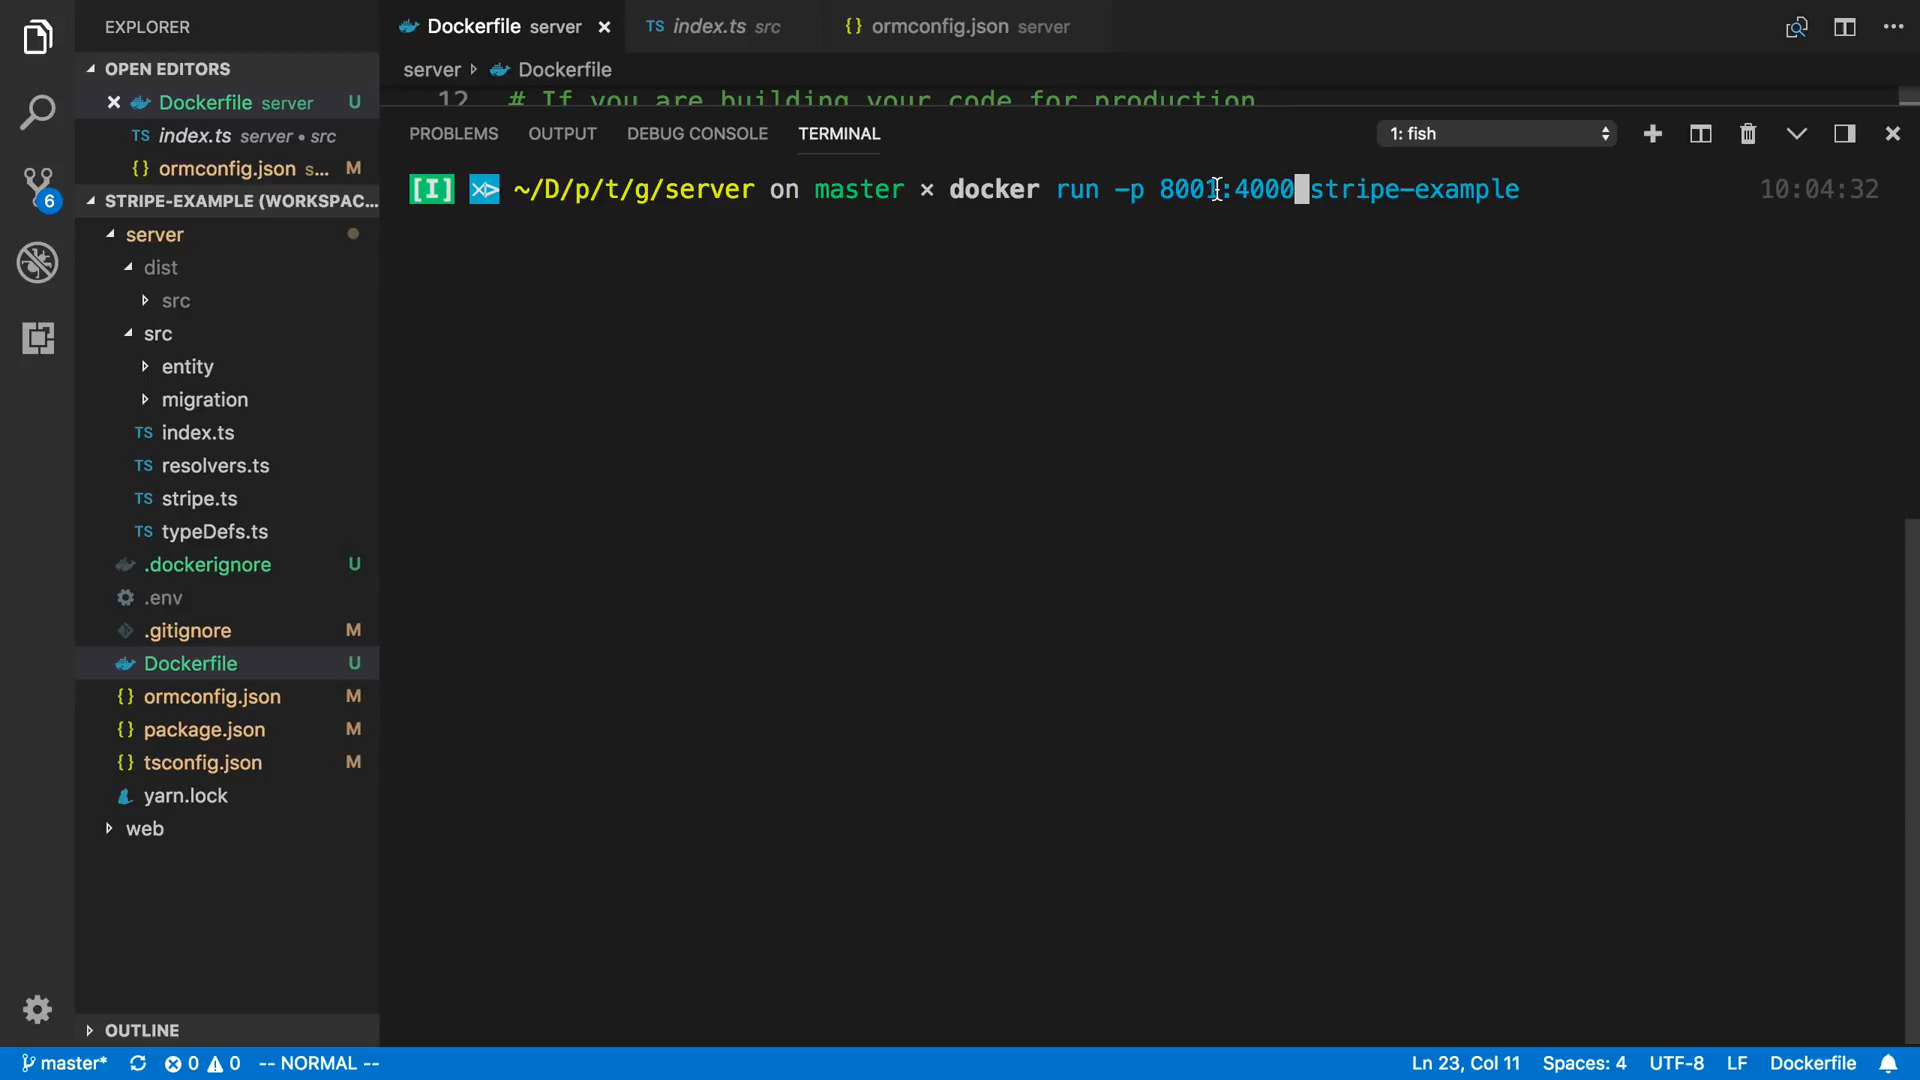 EXPLORER
OPEN EDITORS
Dockerfile server U
TS index.ts server • src
{} ormconfig.json s... M
STRIPE-EXAMPLE (WORKSPAC...
server
dist
src
src
entity
migration
TS index.ts
TS resolvers.ts
TS stripe.ts
TS typeDefs.ts
.dockerignore U
.env
.gitignore M
Dockerfile U
{} ormconfig.json M
{} package.json M
{} tsconfig.json M
yarn.lock
web
OUTLINE
6
Dockerfile server
TS index.ts src
{} ormconfig.json server
server Dockerfile
12 # If you are building your code for production
PROBLEMS OUTPUT DEBUG CONSOLE TERMINAL 1: fish
[I] ~/D/p/t/g/server on master × docker run -p 8001:4000 stripe-example 10:04:32
master* 0 0 -- NORMAL -- Ln 23, Col 11 Spaces: 4 UTF-8 LF Dockerfile